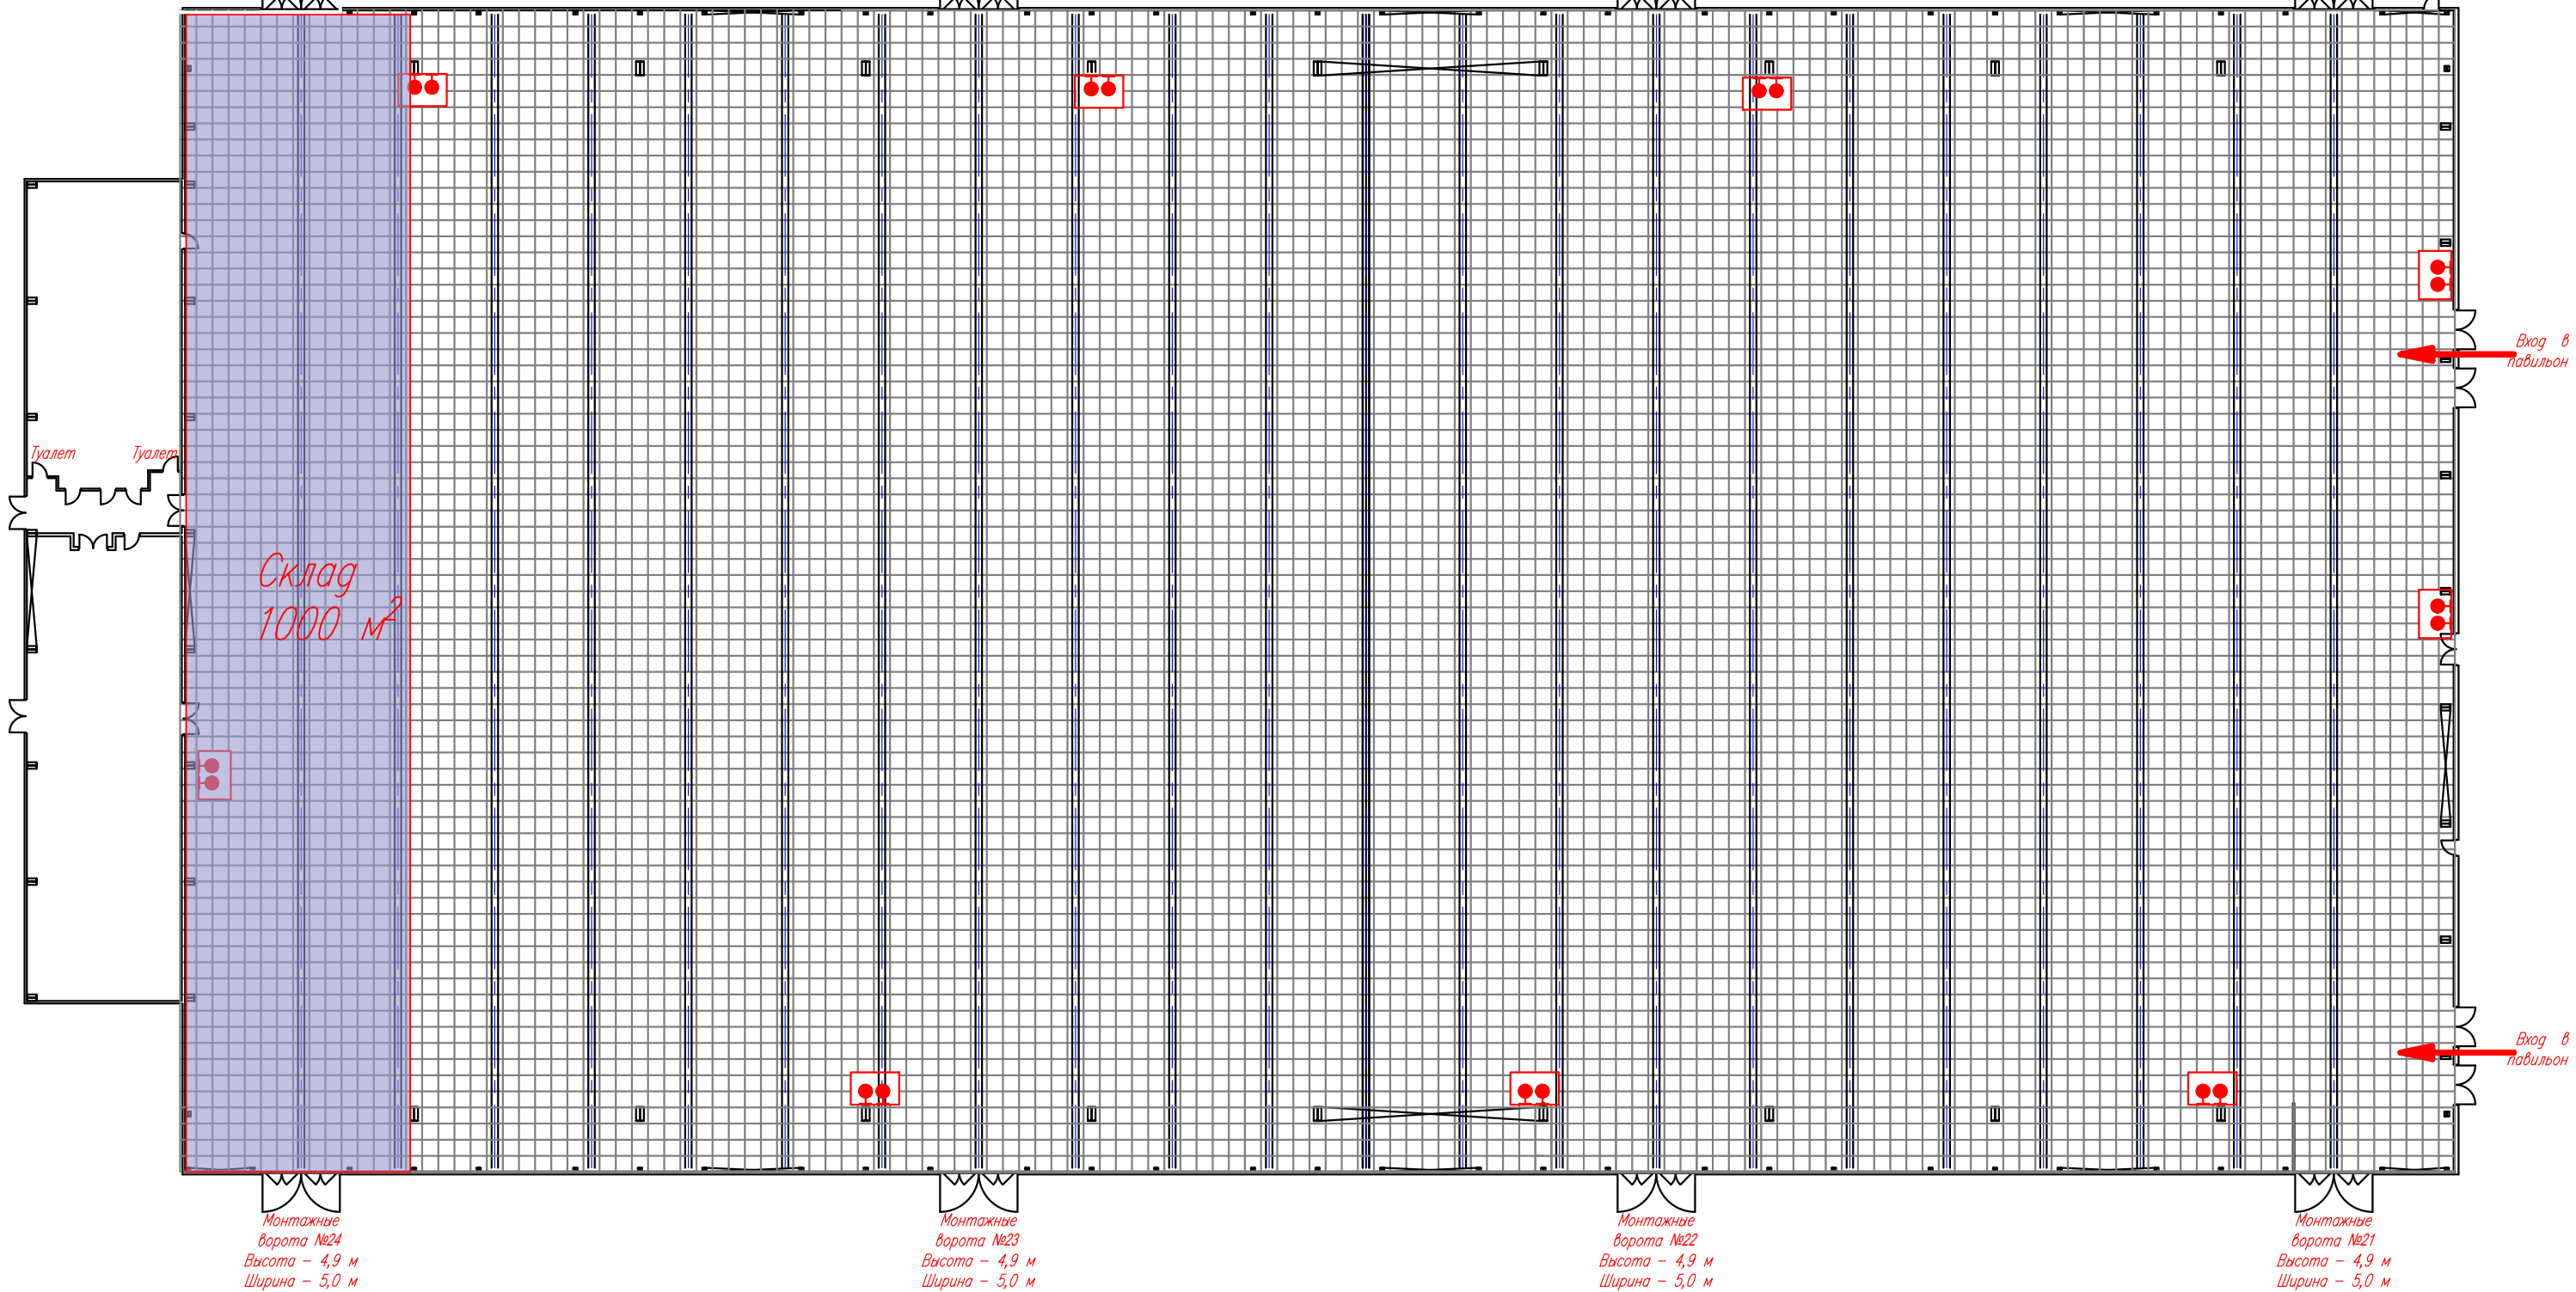 Вход в
павильон
Туалет
Туалет
Склад
1000 м²
Вход в
павильон
Монтажные
ворота №24
Высота – 4,9 м
Ширина – 5,0 м
Монтажные
ворота №23
Высота – 4,9 м
Ширина – 5,0 м
Монтажные
ворота №22
Высота – 4,9 м
Ширина – 5,0 м
Монтажные
ворота №21
Высота – 4,9 м
Ширина – 5,0 м